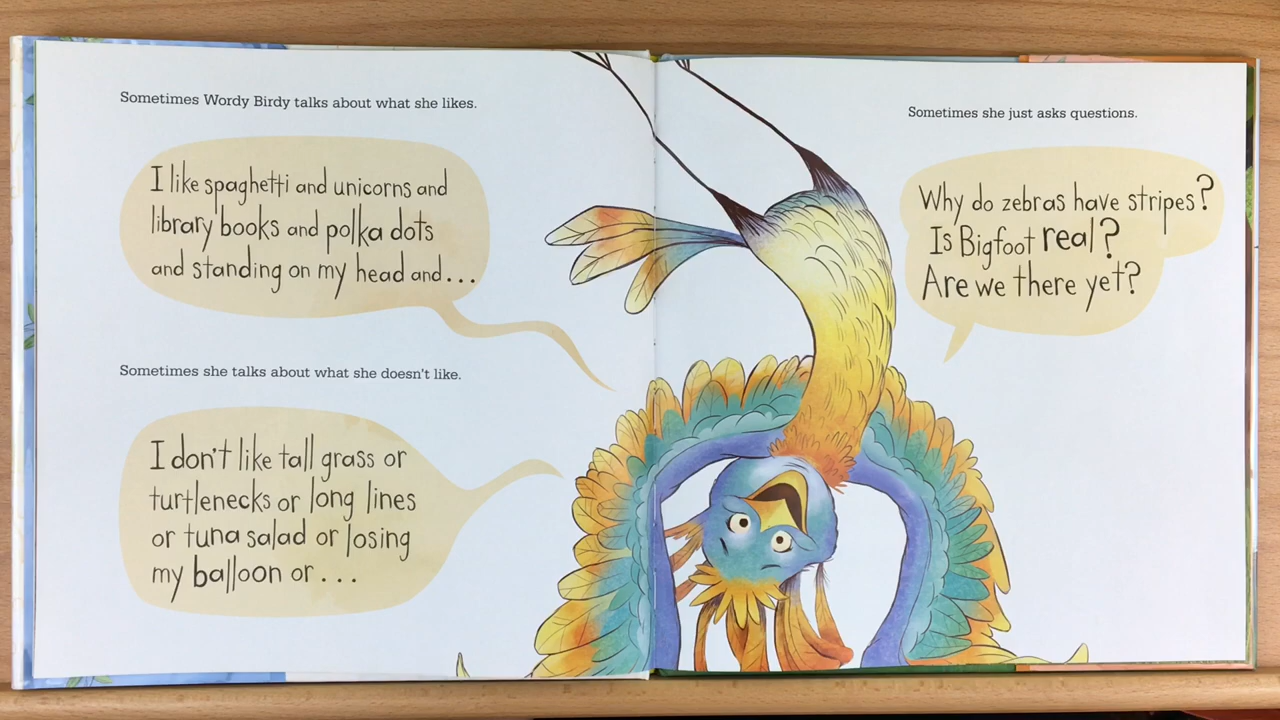 Sometimes Wordy Birdy talks about what she likes.
I like spaghetti and unicorns and
library books and polka dots
and standing on my head and...
Sometimes she talks about what she doesn't like.
I don't like tall grass or
turtlenecks or long lines
or tuna salad or losing
my balloon or...
Sometimes she just asks questions.
Why do zebras have stripes?
Is Bigfoot real?
Are we there yet?